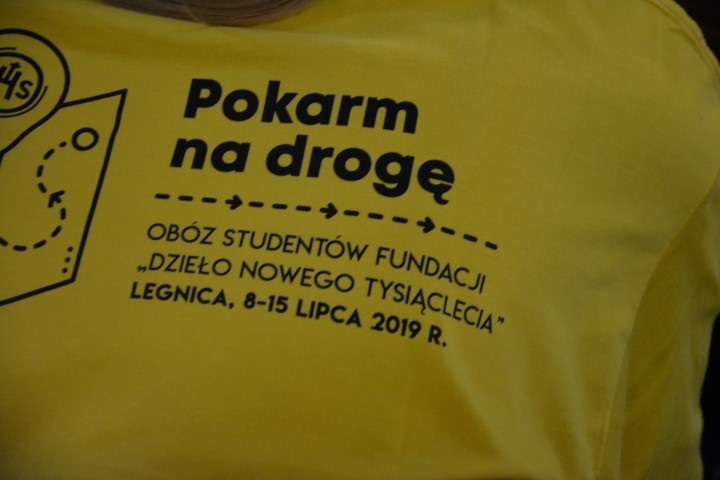 Pokarm
na drogę
OBÓZ STUDENTÓW FUNDACJI
„DZIEŁO NOWEGO TYSIĄCLECIA”
LEGNICA, 8-15 LIPCA 2019 R.